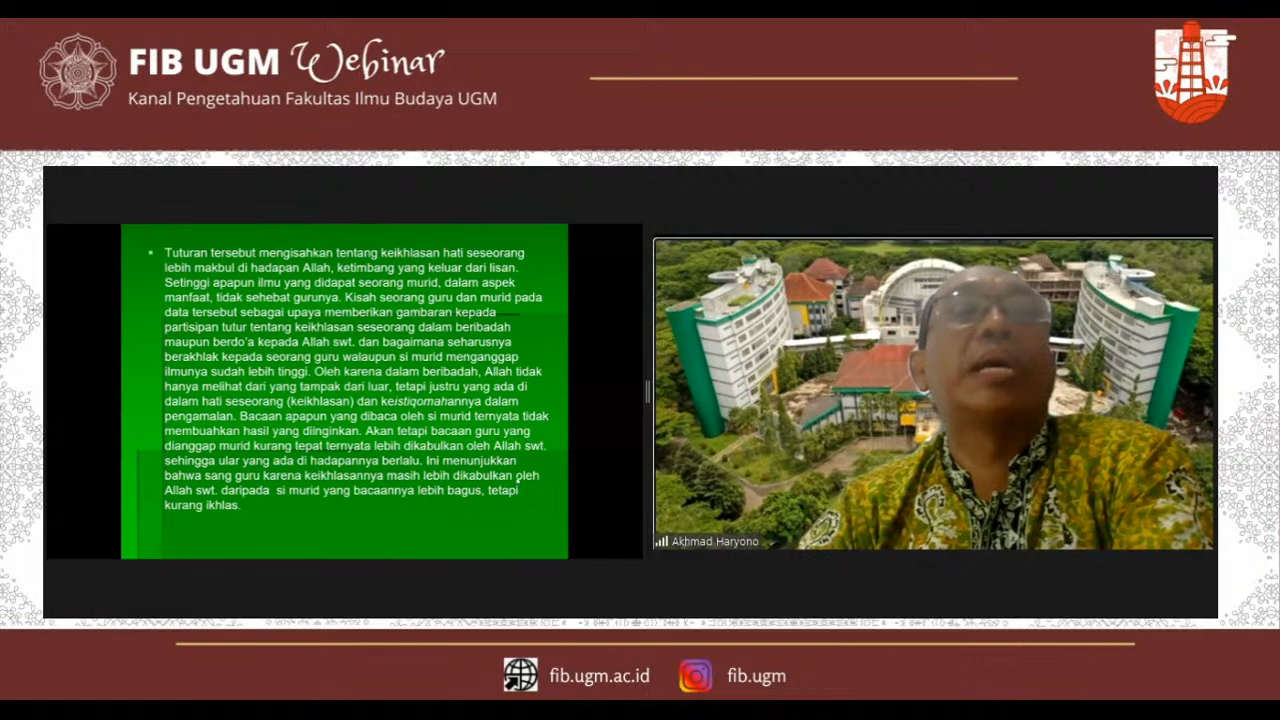 FIB UGM Webinar
Kanal Pengetahuan Fakultas Ilmu Budaya UGM
Tuturan tersebut mengisahkan tentang keikhlasan hati seseorang
lebih makbul di hadapan Allah, ketimbang yang keluar dari lisan.
Setinggi apapun ilmu yang didapat seorang murid, dalam aspek
manfaat, tidak sehebat gurunya. Kisah seorang guru dan murid pada
data tersebut sebagai upaya memberikan gambaran kepada
partisipan tutur tentang keikhlasan seseorang dalam beribadah
maupun berdo'a kepada Allah swt. dan bagaimana seharusnya
berakhlak kepada seorang guru walaupun si murid menganggap
ilmunya sudah lebih tinggi. Oleh karena dalam beribadah, Allah tidak
hanya melihat dari yang tampak dari luar, tetapi justru yang ada di
dalam hati seseorang (keikhlasan) dan keistiqomahannya dalam
pengamalan. Bacaan apapun yang dibaca oleh si murid ternyata tidak
membuahkan hasil yang diinginkan. Akan tetapi bacaan guru yang
dianggap murid kurang tepat ternyata lebih dikabulkan oleh Allah swt.
sehingga ular yang ada di hadapannya berlalu. Ini menunjukkan
bahwa sang guru karena keikhlasannya masih lebih dikabulkan oleh
Allah swt. daripada si murid yang bacaannya lebih bagus, tetapi
kurang ikhlas.
Akhmad Haryono
fib.ugm.ac.id
fib.ugm